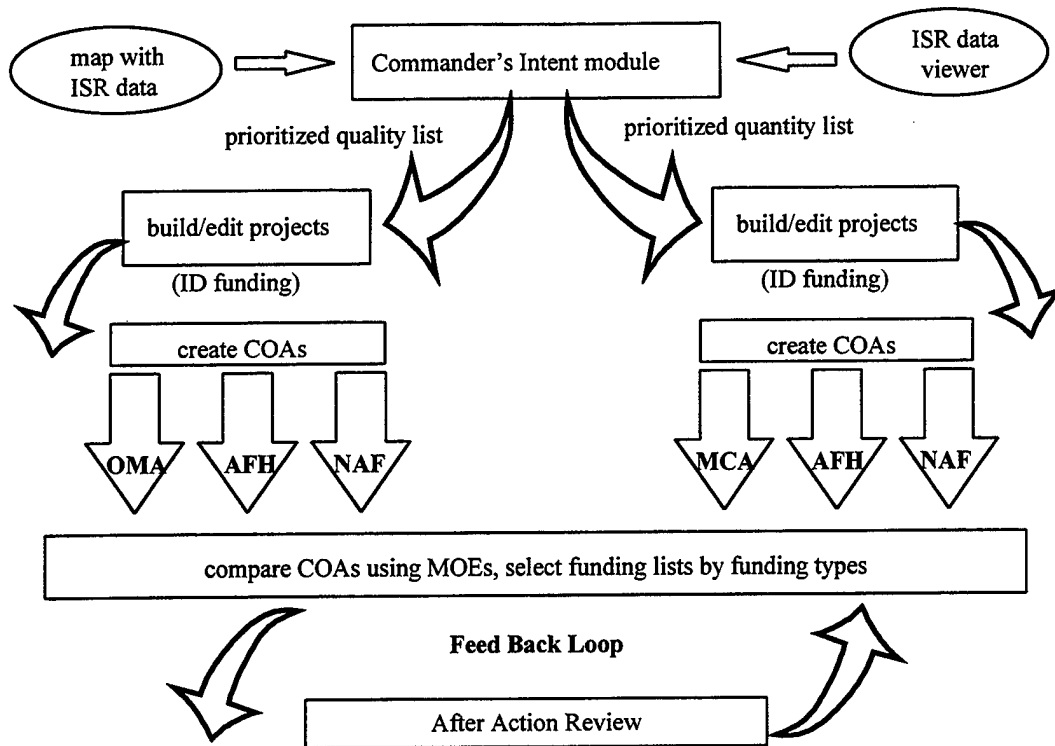 map with
ISR data
Commander's Intent module
ISR data
viewer
prioritized quality list
prioritized quantity list
build/edit projects
(ID funding)
build/edit projects
(ID funding)
create COAs
create COAs
OMA AFH NAF
MCA AFH NAF
compare COAs using MOEs, select funding lists by funding types
Feed Back Loop
After Action Review